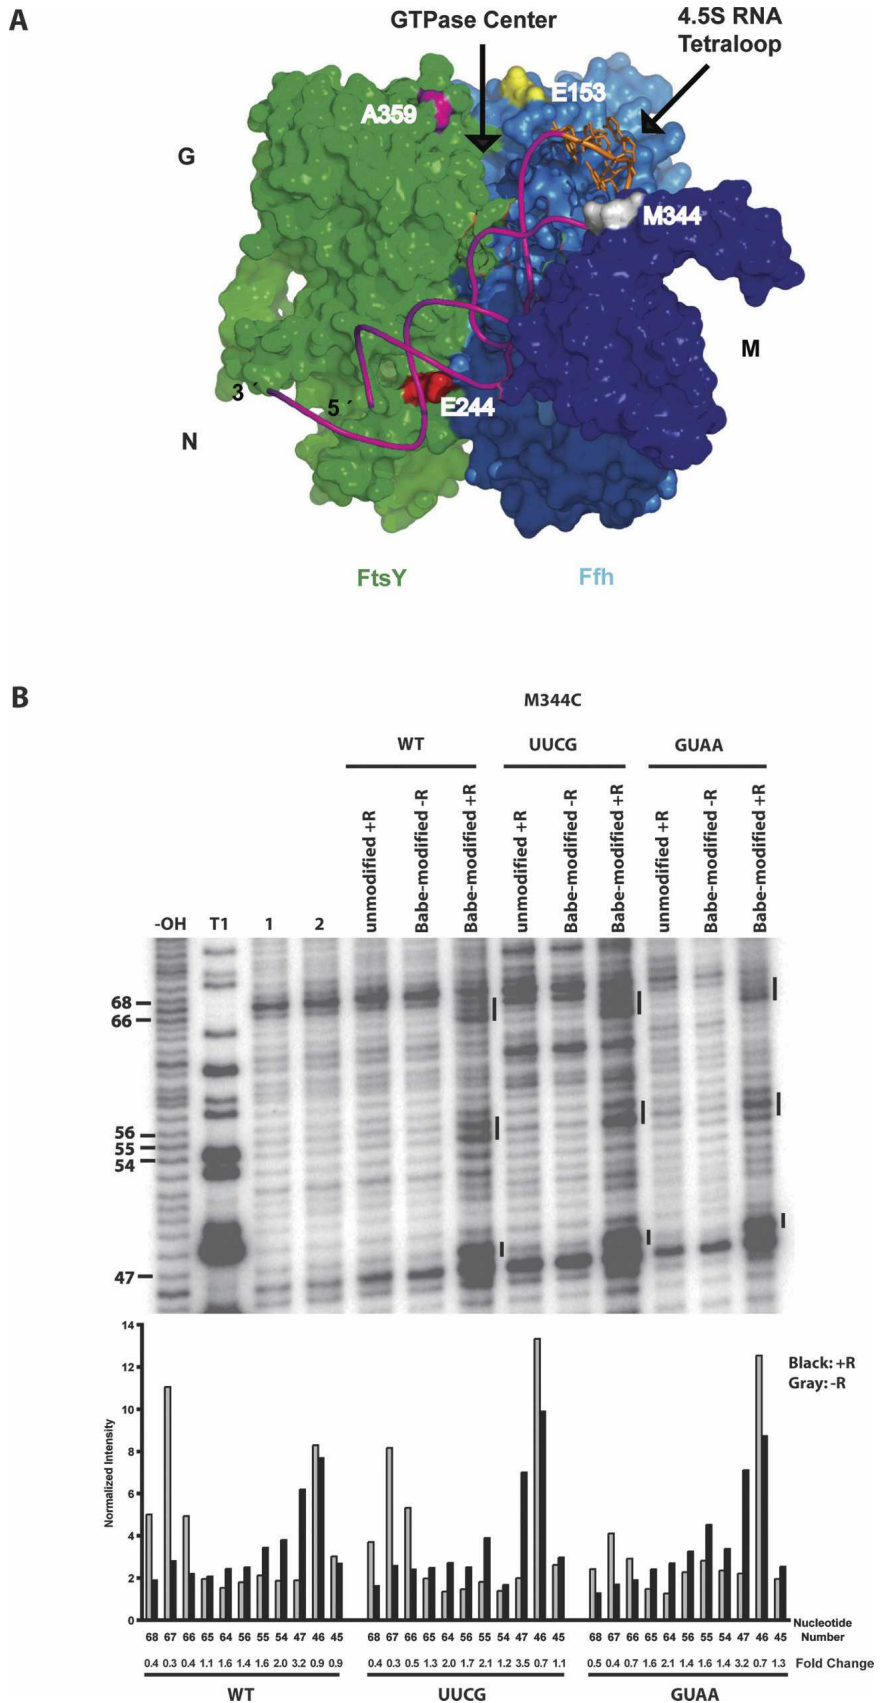 A
GTPase Center
4.5S RNA
Tetraloop
A359
E153
G
M344
M
3 ´
5 ´
E244
N
FtsY
Ffh
B
M344C
WT
UUCG
GUAA
unmodified +R
Babe-modified -R
Babe-modified +R
unmodified +R
Babe-modified -R
Babe-modified +R
unmodified +R
Babe-modified -R
Babe-modified +R
-OH
T1
1
2
68
66
56
55
54
47
14
12
10
8
6
4
2
0
Normalized Intensity
Black: +R
Gray: -R
68 67 66 65 64 56 55 54 47 46 45
68 67 66 65 64 56 55 54 47 46 45
68 67 66 65 64 56 55 54 47 46 45
Nucleotide
Number
0.4 0.3 0.4 1.1 1.6 1.4 1.6 2.0 3.2 0.9 0.9
0.4 0.3 0.5 1.3 2.0 1.7 2.1 1.2 3.5 0.7 1.1
0.5 0.4 0.7 1.6 2.1 1.4 1.6 1.4 3.2 0.7 1.3
Fold Change
WT
UUCG
GUAA